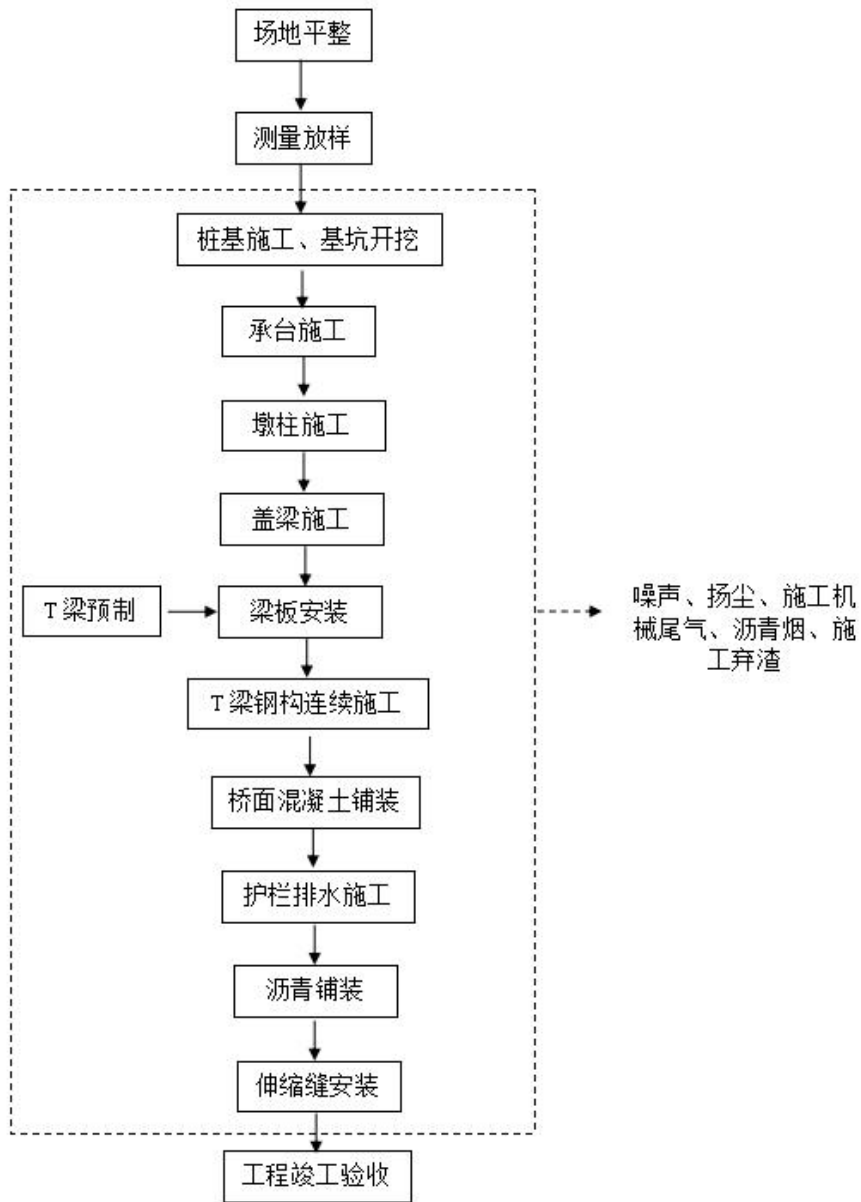 场地平整
测量放样
桩基施工、基坑开挖
承台施工
墩柱施工
盖梁施工
T梁预制
梁板安装
噪声、扬尘、施工机
械尾气、沥青烟、施
工弃渣
T梁钢构连续施工
桥面混凝土铺装
护栏排水施工
沥青铺装
伸缩缝安装
工程竣工验收